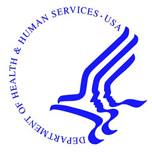 DEPARTMENT OF HEALTH & HUMAN SERVICES • USA